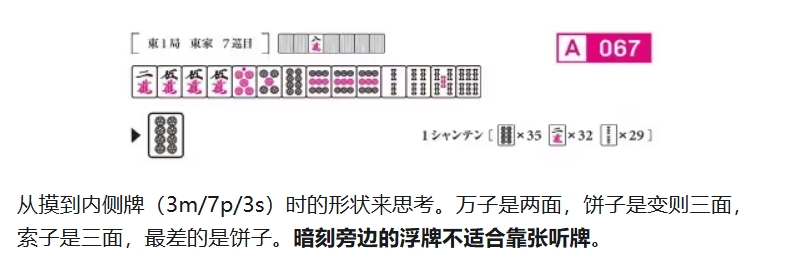 東1局 東家 7巡目
A 067
1シャンテン[ ×35 ×32 ×29]
从摸到内侧牌（3m/7p/3s）时的形状来思考。万子是两面，饼子是变则三面，
索子是三面，最差的是饼子。暗刻旁边的浮牌不适合靠张听牌。